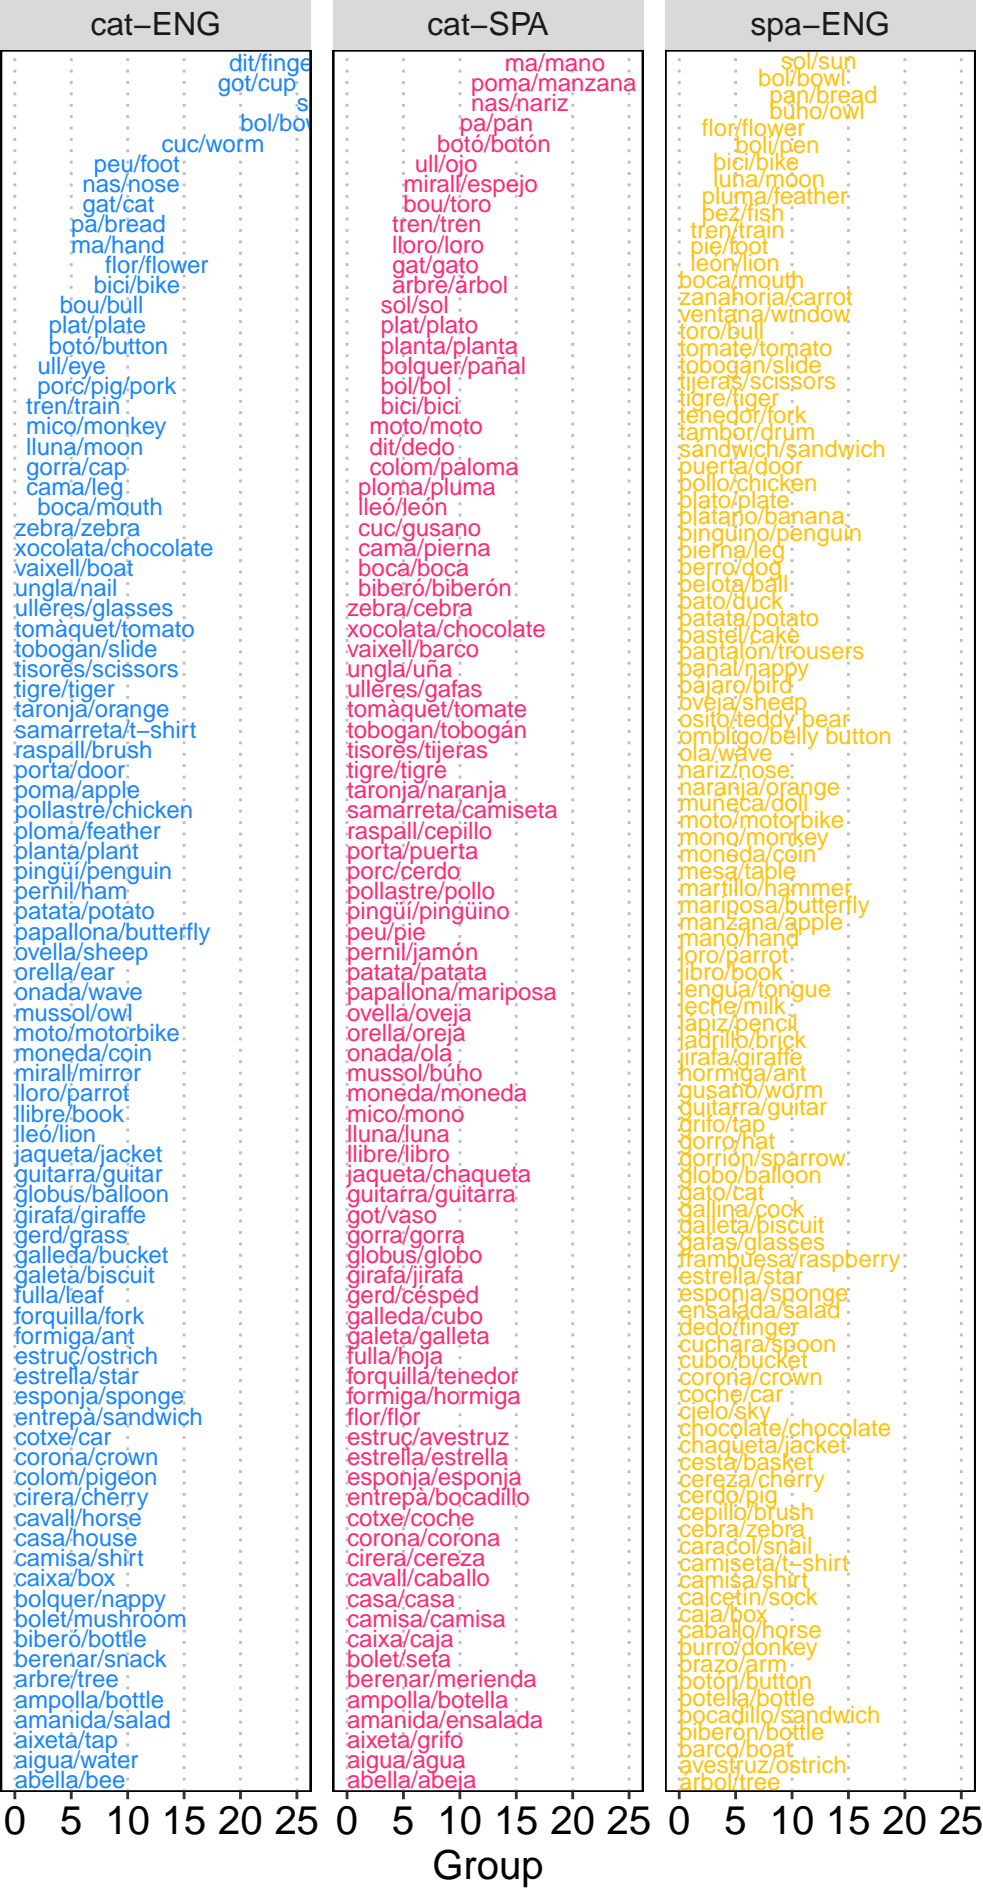 cat−ENG
dit/finge
got/cup
s
bol/bow
cuc/worm
peu/foot
nas/nose
gat/cat
pa/bread
ma/hand
flor/flower
bici/bike
bou/bull
plat/plate
botó/button
ull/eye
porc/pig/pork
tren/train
mico/monkey
lluna/moon
gorra/cap
cama/leg
boca/mouth
zebra/zebra
xocolata/chocolate
vaixell/boat
ungla/nail
ulleres/glasses
tomàquet/tomato
tobogan/slide
tisores/scissors
tigre/tiger
taronja/orange
samarreta/t−shirt
raspall/brush
porta/door
poma/apple
pollastre/chicken
ploma/feather
planta/plant
pingüí/penguin
pernil/ham
patata/potato
papallona/butterfly
ovella/sheep
orella/ear
onada/wave
mussol/owl
moto/motorbike
moneda/coin
mirall/mirror
lloro/parrot
llibre/book
lleó/lion
jaqueta/jacket
guitarra/guitar
globus/balloon
girafa/giraffe
gerd/grass
galleda/bucket
galeta/biscuit
fulla/leaf
forquilla/fork
formiga/ant
estruç/ostrich
estrella/star
esponja/sponge
entrepà/sandwich
cotxe/car
corona/crown
colom/pigeon
cirera/cherry
cavall/horse
casa/house
camisa/shirt
caixa/box
bolquer/nappy
bolet/mushroom
biberó/bottle
berenar/snack
arbre/tree
ampolla/bottle
amanida/salad
aixeta/tap
aigua/water
abella/bee
0 5 10 15 20 25
cat−SPA
ma/mano
poma/manzana
nas/nariz
pa/pan
botó/botón
ull/ojo
mirall/espejo
bou/toro
tren/tren
lloro/loro
gat/gato
arbre/árbol
sol/sol
plat/plato
planta/planta
bolquer/pañal
bol/bol
bici/bici
moto/moto
dit/dedo
colom/paloma
ploma/pluma
lleó/león
cuc/gusano
cama/pierna
boca/boca
biberó/biberón
zebra/cebra
xocolata/chocolate
vaixell/barco
ungla/uña
ulleres/gafas
tomàquet/tomate
tobogan/tobogán
tisores/tijeras
tigre/tigre
taronja/naranja
samarreta/camiseta
raspall/cepillo
porta/puerta
porc/cerdo
pollastre/pollo
pingüí/pingüino
peu/pie
pernil/jamón
patata/patata
papallona/mariposa
ovella/oveja
orella/oreja
onada/ola
mussol/búho
moneda/moneda
mico/mono
lluna/luna
llibre/libro
jaqueta/chaqueta
guitarra/guitarra
got/vaso
gorra/gorra
globus/globo
girafa/jirafa
gerd/césped
galleda/cubo
galeta/galleta
fulla/hoja
forquilla/tenedor
formiga/hormiga
flor/flor
estruç/avestruz
estrella/estrella
esponja/esponja
entrepà/bocadillo
cotxe/coche
corona/corona
cirera/cereza
cavall/caballo
casa/casa
camisa/camisa
caixa/caja
bolet/seta
berenar/merienda
ampolla/botella
amanida/ensalada
aixeta/grifo
aigua/agua
abella/abeja
0 5 10 15 20 25
spa−ENG
sol/sun
bol/bowl
pan/bread
búho/owl
flor/flower
boli/pen
bici/bike
luna/moon
pluma/feather
pez/fish
tren/train
pie/foot
león/lion
boca/mouth
zanahoria/carrot
ventana/window
toro/bull
tomate/tomato
tobogán/slide
tijeras/scissors
tigre/tiger
tenedor/fork
tambor/drum
sándwich/sandwich
puerta/door
pollo/chicken
plato/plate
plátano/banana
pingüino/penguin
pierna/leg
perro/dog
pelota/ball
pato/duck
patata/potato
pastel/cake
pantalón/trousers
pañal/nappy
pájaro/bird
oveja/sheep
osito/teddy bear
ombligo/belly button
ola/wave
nariz/nose
naranja/orange
muñeca/doll
moto/motorbike
mono/monkey
moneda/coin
mesa/table
martillo/hammer
mariposa/butterfly
manzana/apple
mano/hand
loro/parrot
libro/book
lengua/tongue
leche/milk
lápiz/pencil
ladrillo/brick
jirafa/giraffe
hormiga/ant
gusano/worm
guitarra/guitar
grifo/tap
gorro/hat
gorrión/sparrow
globo/balloon
gato/cat
gallina/cock
galleta/biscuit
gafas/glasses
frambuesa/raspberry
estrella/star
esponja/sponge
ensalada/salad
dedo/finger
cuchara/spoon
cubo/bucket
corona/crown
coche/car
cielo/sky
chocolate/chocolate
chaqueta/jacket
cesta/basket
cereza/cherry
cerdo/pig
cepillo/brush
cebra/zebra
caracol/snail
camiseta/t−shirt
camisa/shirt
calcetín/sock
caja/box
caballo/horse
burro/donkey
brazo/arm
botón/button
botella/bottle
bocadillo/sandwich
biberón/bottle
barco/boat
avestruz/ostrich
árbol/tree
0 5 10 15 20 25
Group